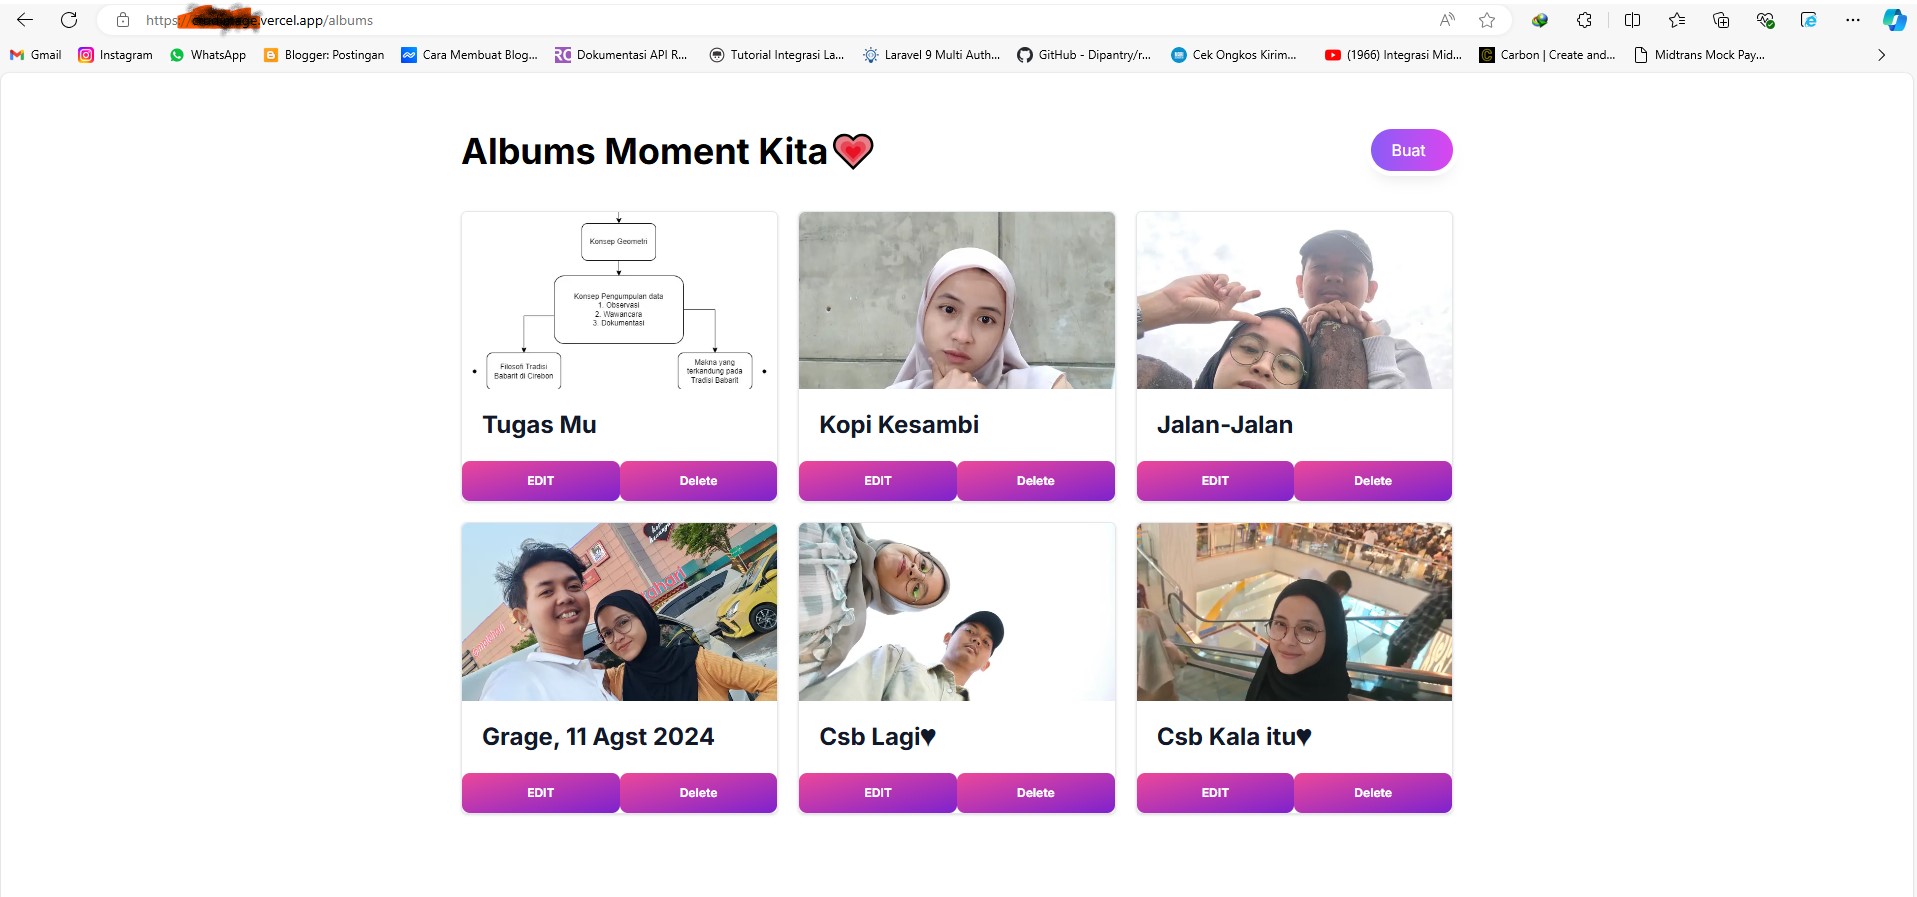 https://
.vercel.app/albums
Gmail
Instagram
WhatsApp
Blogger: Postingan
Cara Membuat Blog...
Dokumentasi API R...
Tutorial Integrasi La...
Laravel 9 Multi Auth...
GitHub - Dipantry/r...
Cek Ongkos Kirim...
(1966) Integrasi Mid...
Carbon | Create and...
Midtrans Mock Pay...
Albums Moment Kita
Buat
Konsep Geometri
Konsep Pengumpulan data
1. Observasi
2. Wawancara
3. Dokumentasi
Filosofi Tradisi
Babarit di Cirebon
Makna yang
terkandung pada
Tradisi Babarit
Tugas Mu
EDIT
Delete
Kopi Kesambi
EDIT
Delete
Jalan-Jalan
EDIT
Delete
Grage, 11 Agst 2024
EDIT
Delete
Csb Lagi♥
EDIT
Delete
Csb Kala itu♥
EDIT
Delete